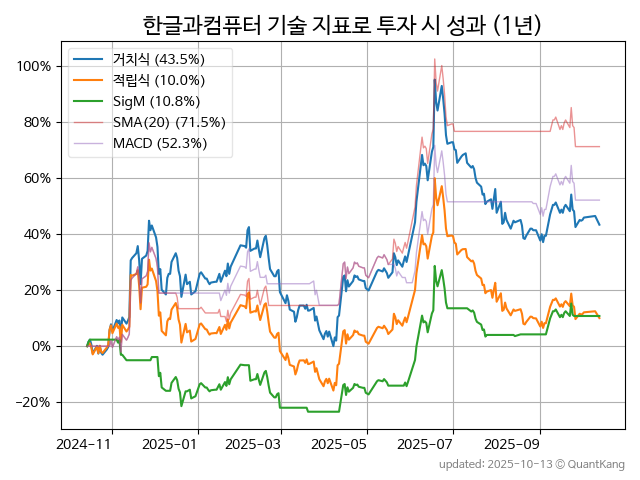 한글과컴퓨터 기술 지표로 투자 시 성과 (1년)
거치식 (43.5%)
적립식 (10.0%)
SigM (10.8%)
SMA(20) (71.5%)
MACD (52.3%)
100%
80%
60%
40%
20%
0%
−20%
2024-11 2025-01 2025-03 2025-05 2025-07 2025-09
updated: 2025-10-13 © QuantKang